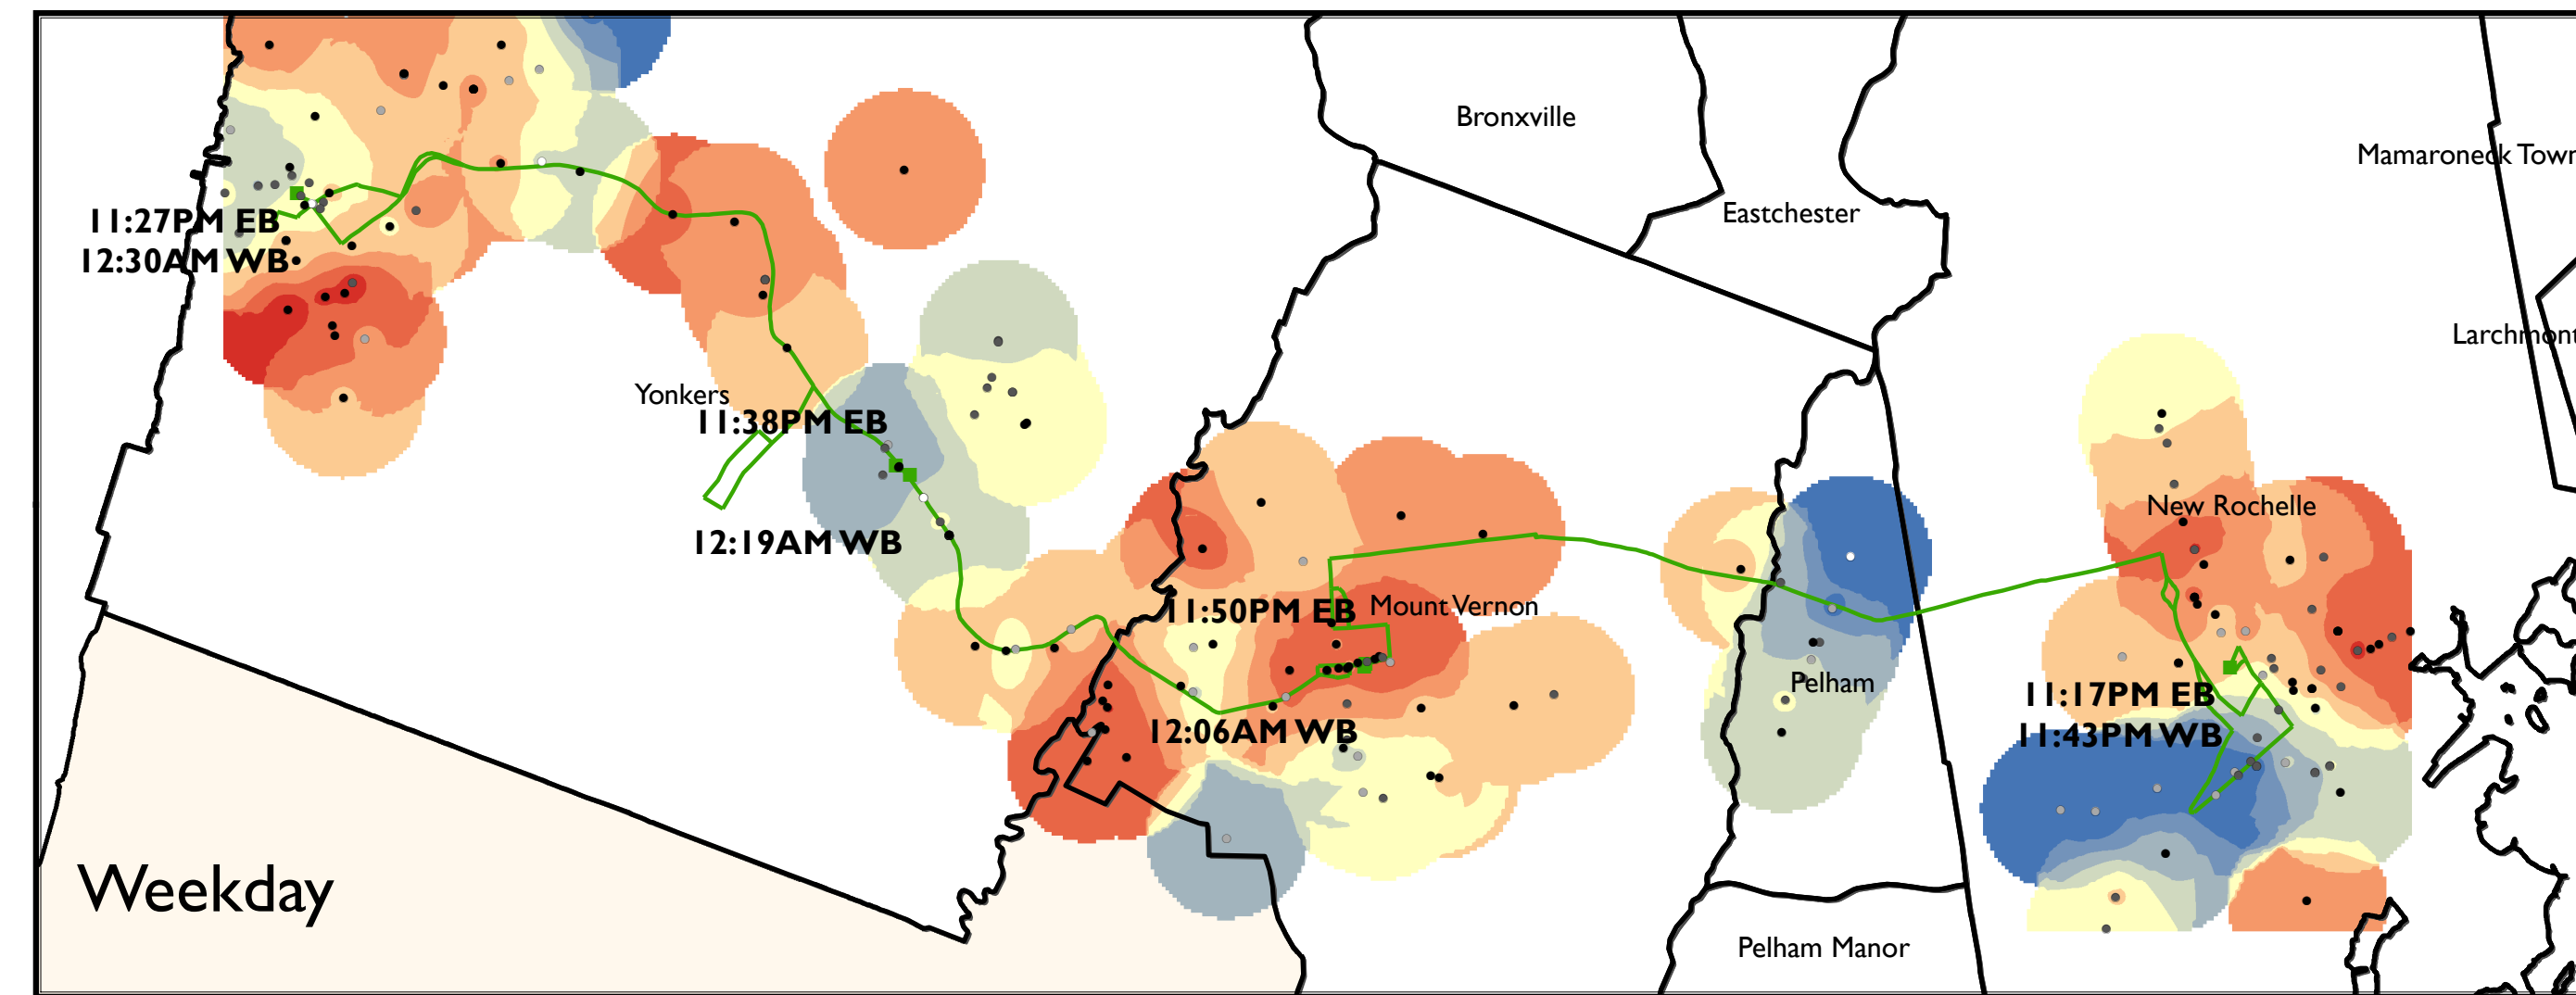 Bronxville
Mamaroneck Town
Eastchester
11:27PM EB
12:30AM WB
Larchmont
Yonkers
11:38PM EB
New Rochelle
12:19AM WB
11:50PM EB
Mount Vernon
Pelham
11:17PM EB
11:43PM WB
12:06AM WB
Weekday
Pelham Manor